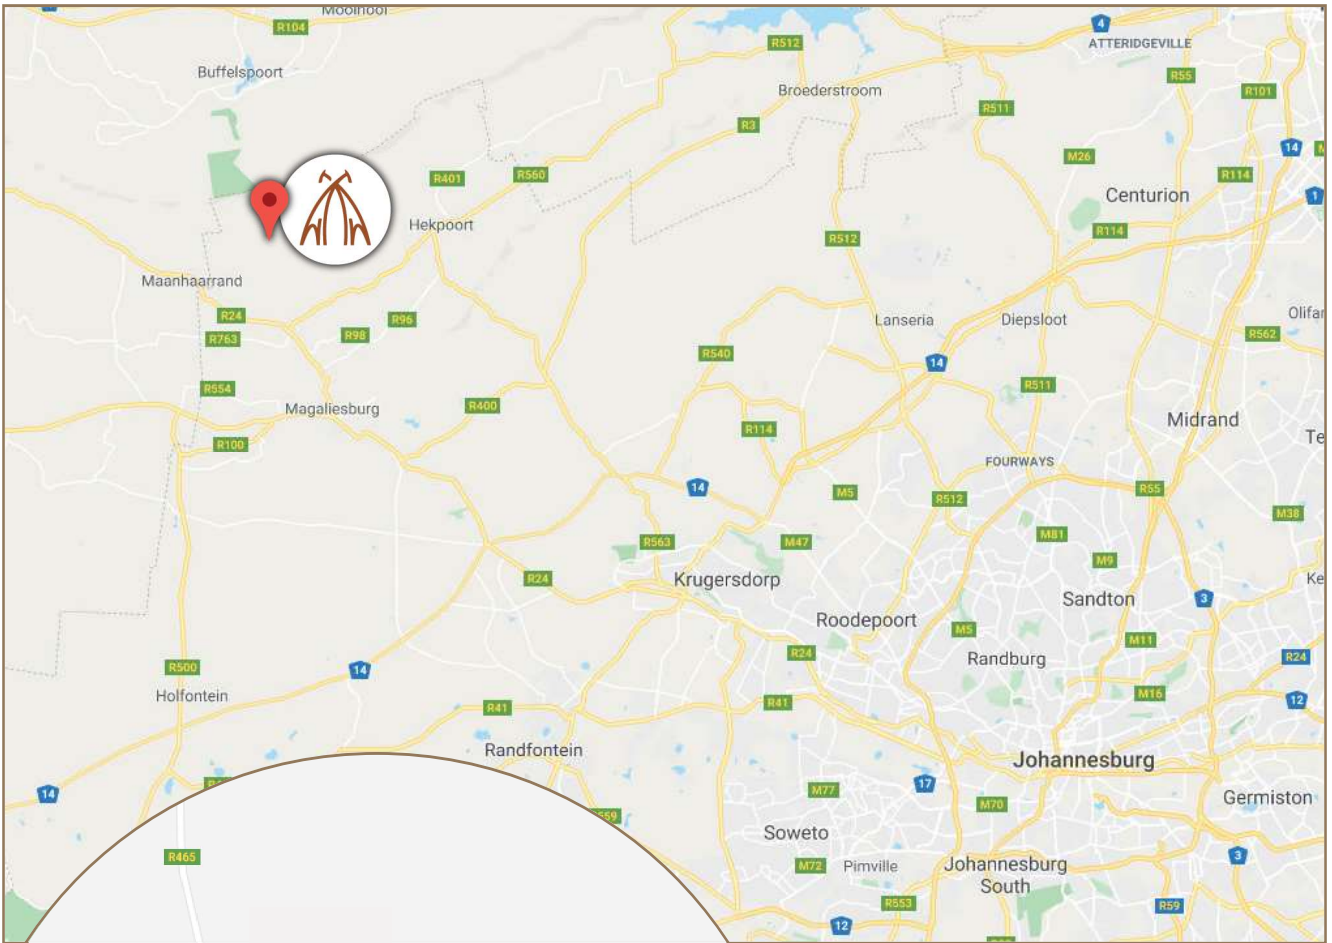 Mooinooi
R104
4
ATTERIDGEVILLE
R512
R55
Buffelspoort
Broederstroom
R101
R511
R3
14
M26
R401
R560
R114
Centurion
1
Hekpoort
R114
R512
Maanhaarrand
R24
R96
Lanseria
Diepsloot
R98
R763
R562
R540
14
R554
R511
R400
Magaliesburg
Midrand
R114
R100
FOURWAYS
14
M5
R512
R55
M38
M81
R563
M47
M9
R24
Krugersdorp
Sandton
3
Roodepoort
M5
M11
R24
R24
Randburg
R500
14
Holfontein
M16
12
R41
R41
Randfontein
Johannesburg
17
14
M77
M70
Germiston
Soweto
R465
3
M72
Pimville
Johannesburg
South
R553
R59
12